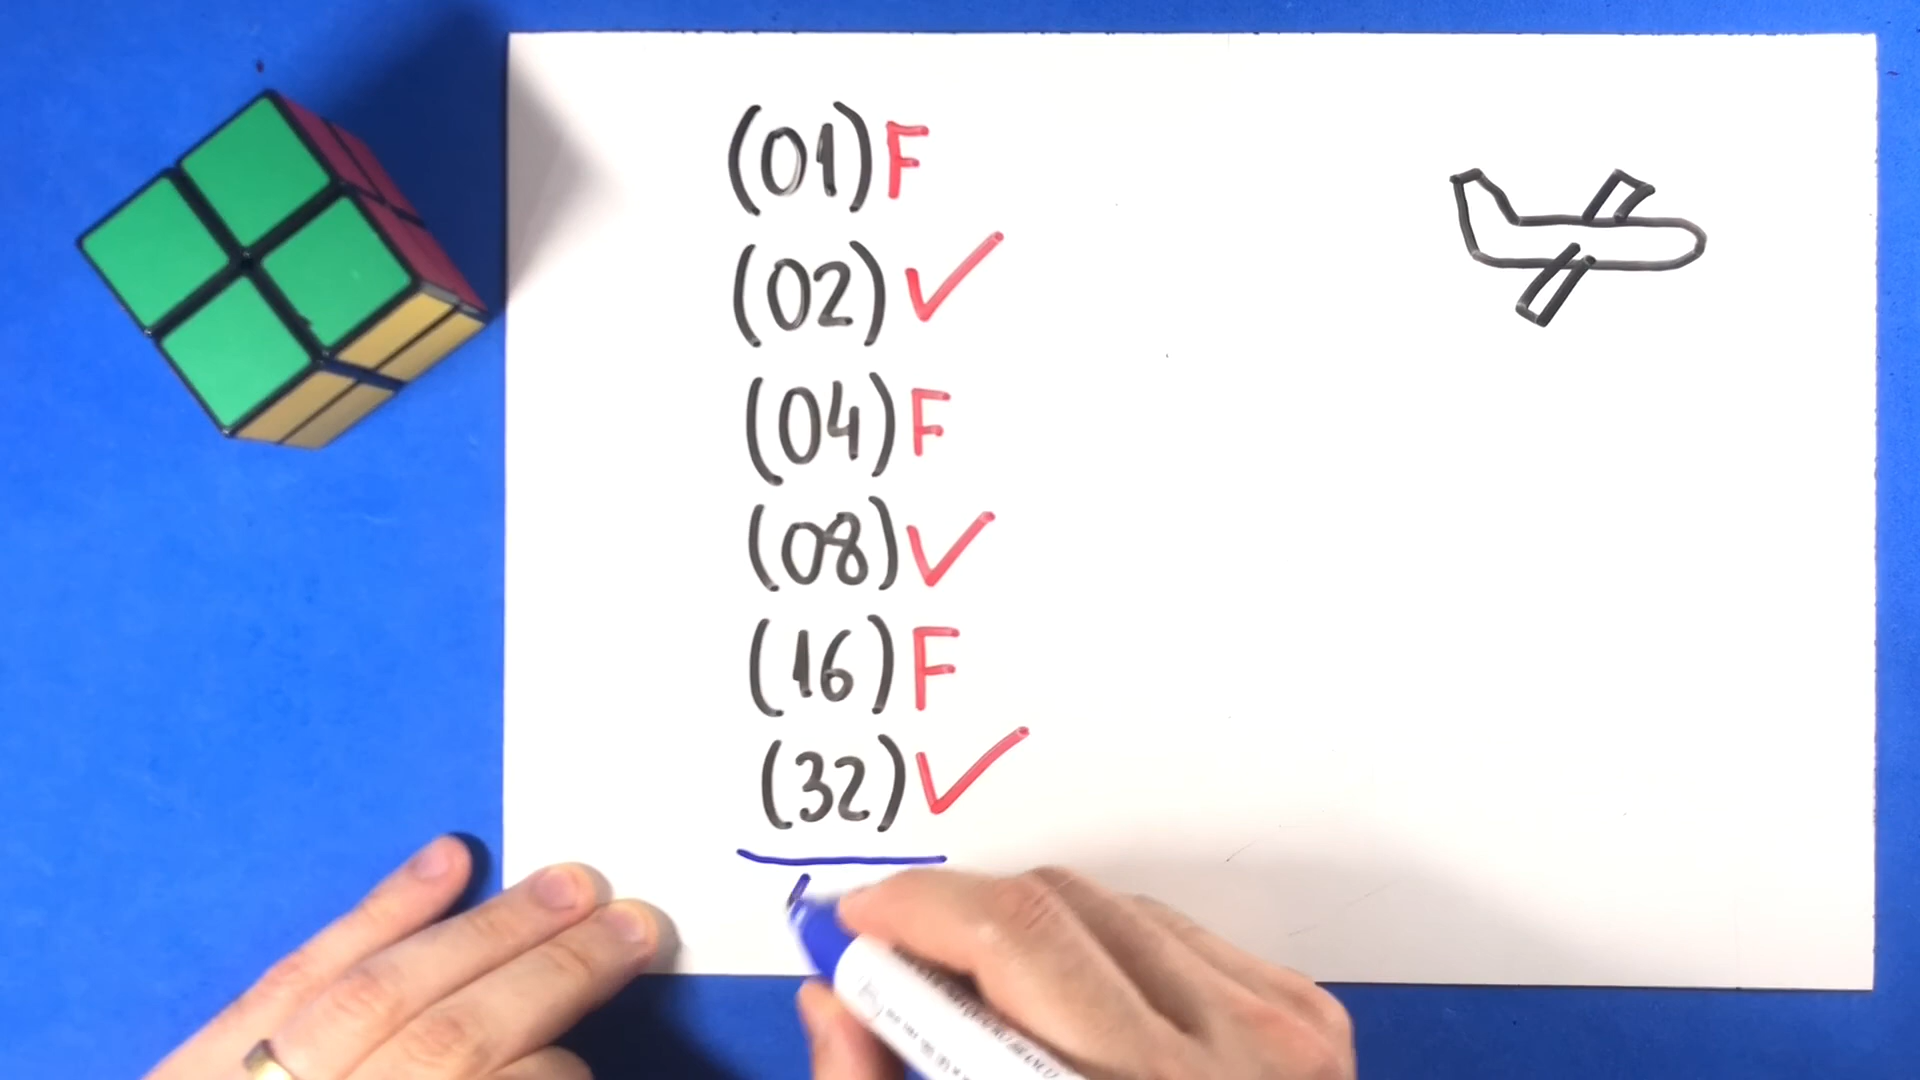 (01) F
(02) ✓
(04) F
(08) ✓
(16) F
(32) ✓